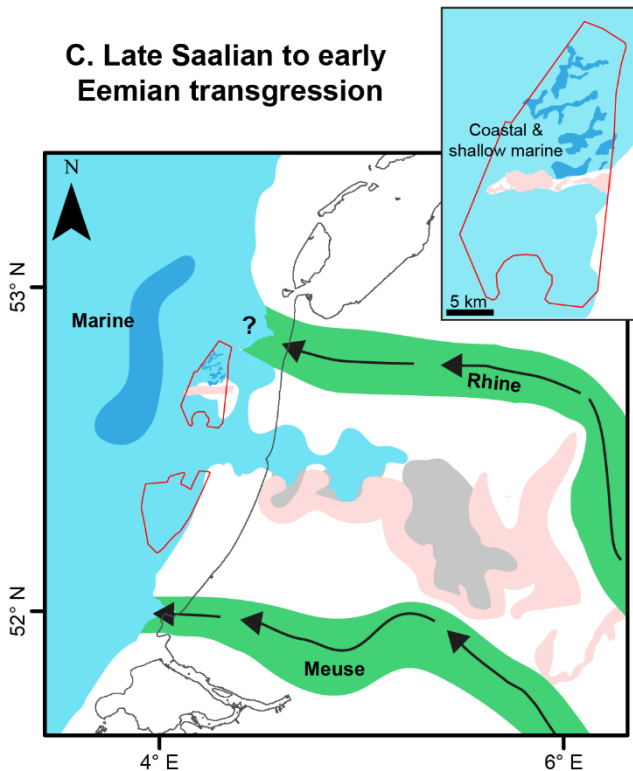 C. Late Saalian to early
Eemian transgression
Coastal &
shallow marine
5 km
N
53° N
Marine
?
Rhine
52° N
Meuse
4° E
6° E